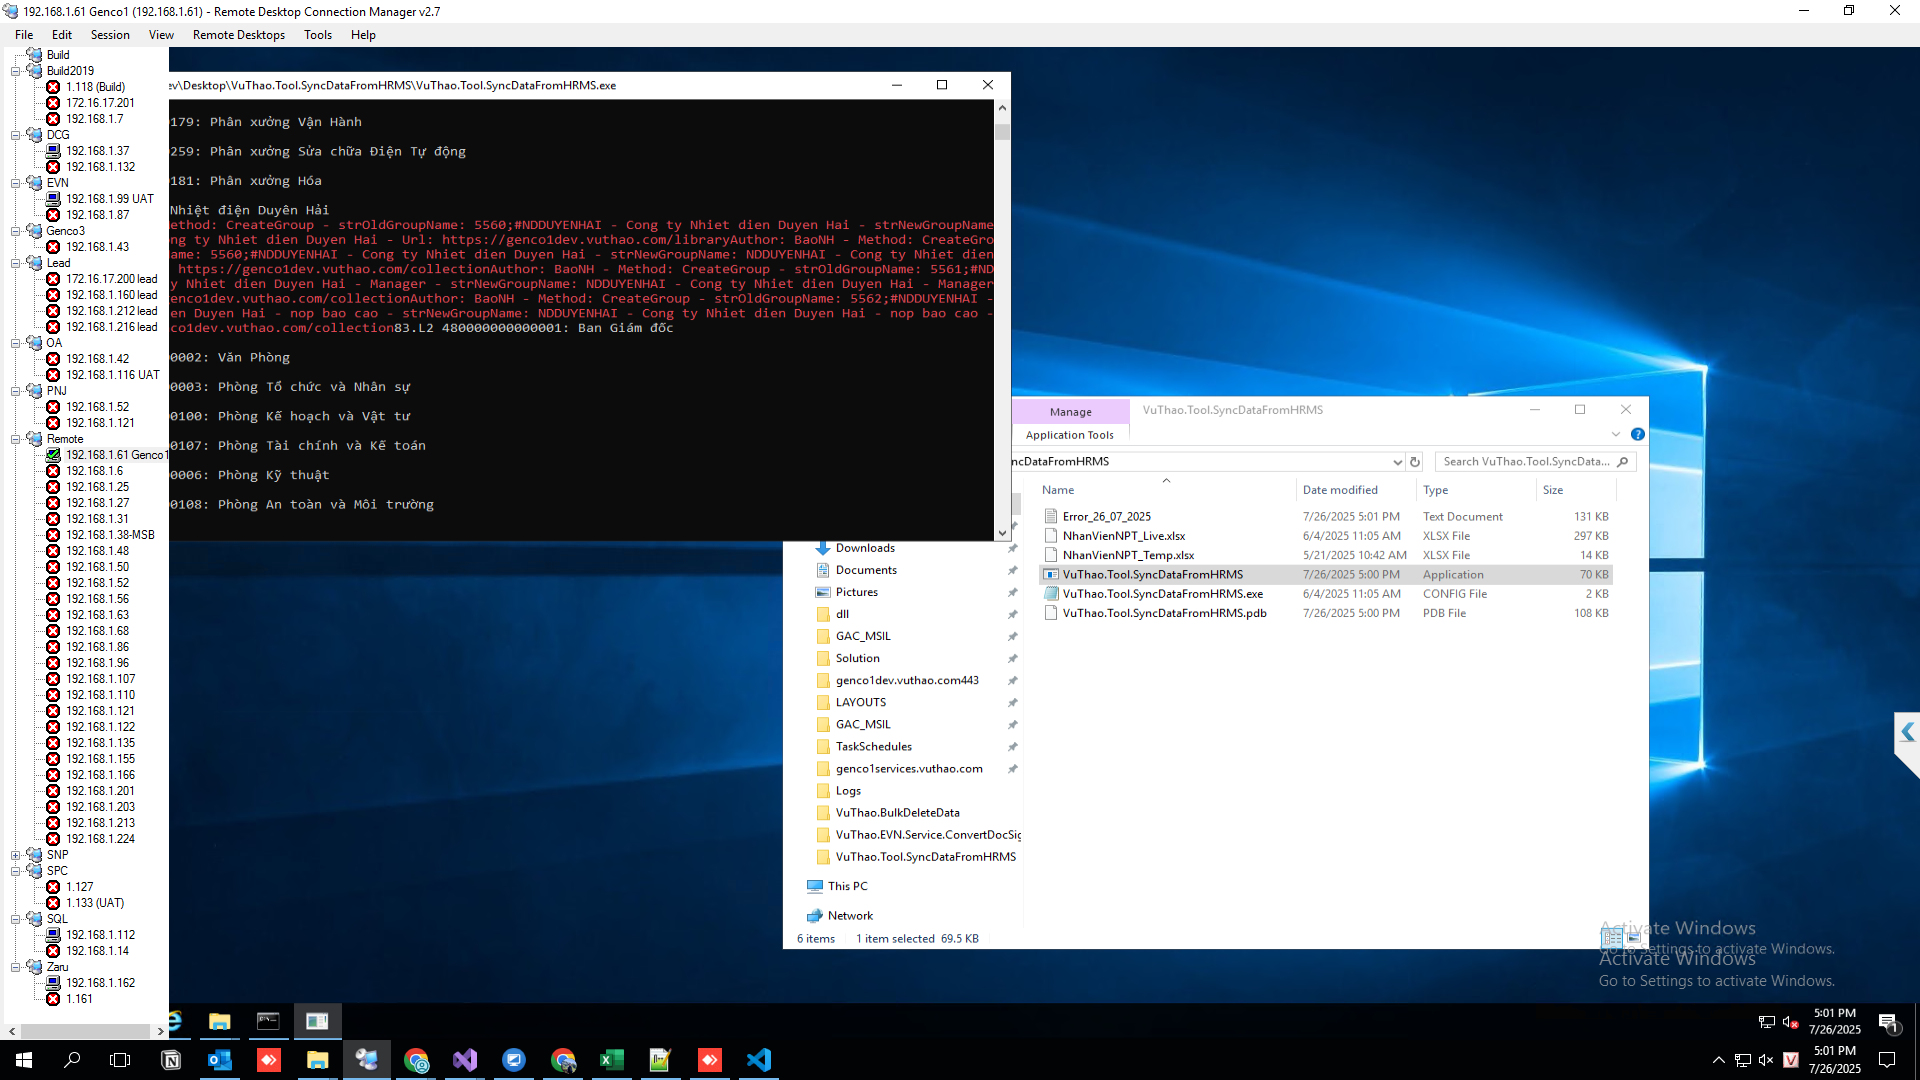 192.168.1.61 Genco1 (192.168.1.61) - Remote Desktop Connection Manager v2.7
File Edit Session View Remote Desktops Tools Help
Build
Build2019
1.118 (Build)
172.16.17.201
192.168.1.7
DCG
192.168.1.37
192.168.1.132
EVN
192.168.1.99 UAT
192.168.1.87
Genco3
192.168.1.43
Lead
172.16.17.200 lead
192.168.1.160 lead
192.168.1.212 lead
192.168.1.216 lead
OA
192.168.1.42
192.168.1.116 UAT
PNJ
192.168.1.52
192.168.1.121
Remote
192.168.1.61 Genco1
192.168.1.6
192.168.1.25
192.168.1.27
192.168.1.31
192.168.1.38-MSB
192.168.1.48
192.168.1.50
192.168.1.52
192.168.1.56
192.168.1.63
192.168.1.68
192.168.1.86
192.168.1.96
192.168.1.107
192.168.1.110
192.168.1.121
192.168.1.122
192.168.1.135
192.168.1.155
192.168.1.166
192.168.1.201
192.168.1.203
192.168.1.213
192.168.1.224
SNP
SPC
1.127
1.133 (UAT)
SQL
192.168.1.112
192.168.1.14
Zaru
192.168.1.162
1.161
ev\Desktop\VuThao.Tool.SyncDataFromHRMS\VuThao.Tool.SyncDataFromHRMS.exe
179: Phân xưởng Vận Hành
259: Phân xưởng Sửa chữa Điện Tự động
181: Phân xưởng Hóa
Nhiệt điện Duyên Hải
ethod: CreateGroup - strOldGroupName: 5560;#NDDUYENHAI - Cong ty Nhiet dien Duyen Hai - strNewGroupName
ng ty Nhiet dien Duyen Hai - Url: https://genco1dev.vuthao.com/libraryAuthor: BaoNH - Method: CreateGro
ame: 5560;#NDDUYENHAI - Cong ty Nhiet dien Duyen Hai - strNewGroupName: NDDUYENHAI - Cong ty Nhiet dien
https://genco1dev.vuthao.com/collectionAuthor: BaoNH - Method: CreateGroup - strOldGroupName: 5561;#ND
y Nhiet dien Duyen Hai - Manager - strNewGroupName: NDDUYENHAI - Cong ty Nhiet dien Duyen Hai - Manager
enco1dev.vuthao.com/collectionAuthor: BaoNH - Method: CreateGroup - strOldGroupName: 5562;#NDDUYENHAI -
en Duyen Hai - nop bao cao - strNewGroupName: NDDUYENHAI - Cong ty Nhiet dien Duyen Hai - nop bao cao -
co1dev.vuthao.com/collection83.L2 480000000000001: Ban Giám đốc
0002: Văn Phòng
0003: Phòng Tổ chức và Nhân sự
0100: Phòng Kế hoạch và Vật tư
0107: Phòng Tài chính và Kế toán
0006: Phòng Kỹ thuật
0108: Phòng An toàn và Môi trường
Manage VuThao.Tool.SyncDataFromHRMS
Application Tools
ncDataFromHRMS Search VuThao.Tool.SyncData...
Name Date modified Type Size
Error_26_07_2025 7/26/2025 5:01 PM Text Document 131 KB
NhanVienNPT_Live.xlsx 6/4/2025 11:05 AM XLSX File 297 KB
NhanVienNPT_Temp.xlsx 5/21/2025 10:42 AM XLSX File 14 KB
VuThao.Tool.SyncDataFromHRMS 7/26/2025 5:00 PM Application 70 KB
VuThao.Tool.SyncDataFromHRMS.exe 6/4/2025 11:05 AM CONFIG File 2 KB
VuThao.Tool.SyncDataFromHRMS.pdb 7/26/2025 5:00 PM PDB File 108 KB
Downloads
Documents
Pictures
dll
GAC_MSIL
Solution
genco1dev.vuthao.com443
LAYOUTS
GAC_MSIL
TaskSchedules
genco1services.vuthao.com
Logs
VuThao.BulkDeleteData
VuThao.EVN.Service.ConvertDocSig
VuThao.Tool.SyncDataFromHRMS
This PC
Network
6 items 1 item selected 69.5 KB
Activate Windows
Go to Settings to activate Windows.
Activate Windows
Go to Settings to activate Windows.
5:01 PM
7/26/2025
1
5:01 PM
7/26/2025